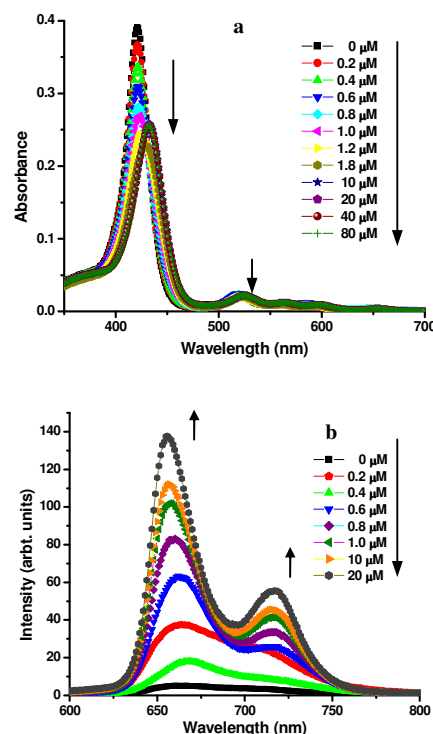 a
0.4
0.3
0.2
0.1
0.0
Absorbance
0 µM
0.2 µM
0.4 µM
0.6 µM
0.8 µM
1.0 µM
1.2 µM
1.8 µM
10 µM
20 µM
40 µM
80 µM
400 500 600 700
Wavelength (nm)
b
140
120
100
80
60
40
20
0
Intensity (arbt. units)
0 µM
0.2 µM
0.4 µM
0.6 µM
0.8 µM
1.0 µM
10 µM
20 µM
600 650 700 750 800
Wavelength (nm)